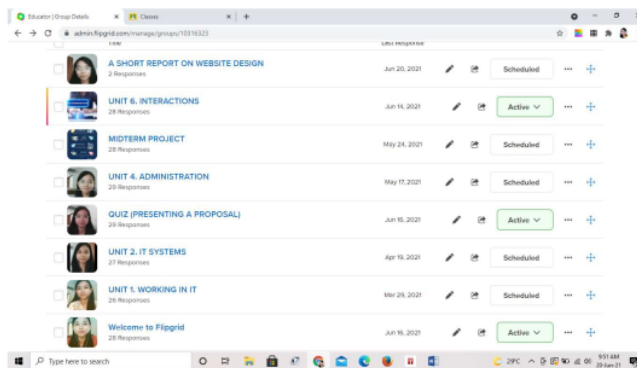 Educator | Group Details
Classes
admin.flipgrid.com/manage/groups/10316323
Title
Last Response
A SHORT REPORT ON WEBSITE DESIGN
2 Responses
Jun 20, 2021
Scheduled
UNIT 6. INTERACTIONS
28 Responses
Jun 14, 2021
Active
MIDTERM PROJECT
28 Responses
May 24, 2021
Scheduled
UNIT 4. ADMINISTRATION
29 Responses
May 17, 2021
Scheduled
QUIZ (PRESENTING A PROPOSAL)
29 Responses
Jun 16, 2021
Active
UNIT 2. IT SYSTEMS
27 Responses
Apr 19, 2021
Scheduled
UNIT 1. WORKING IN IT
26 Responses
Mar 29, 2021
Scheduled
Welcome to Flipgrid
28 Responses
Jun 16, 2021
Active
Type here to search
29°C
9:51 AM
20-Jun-21